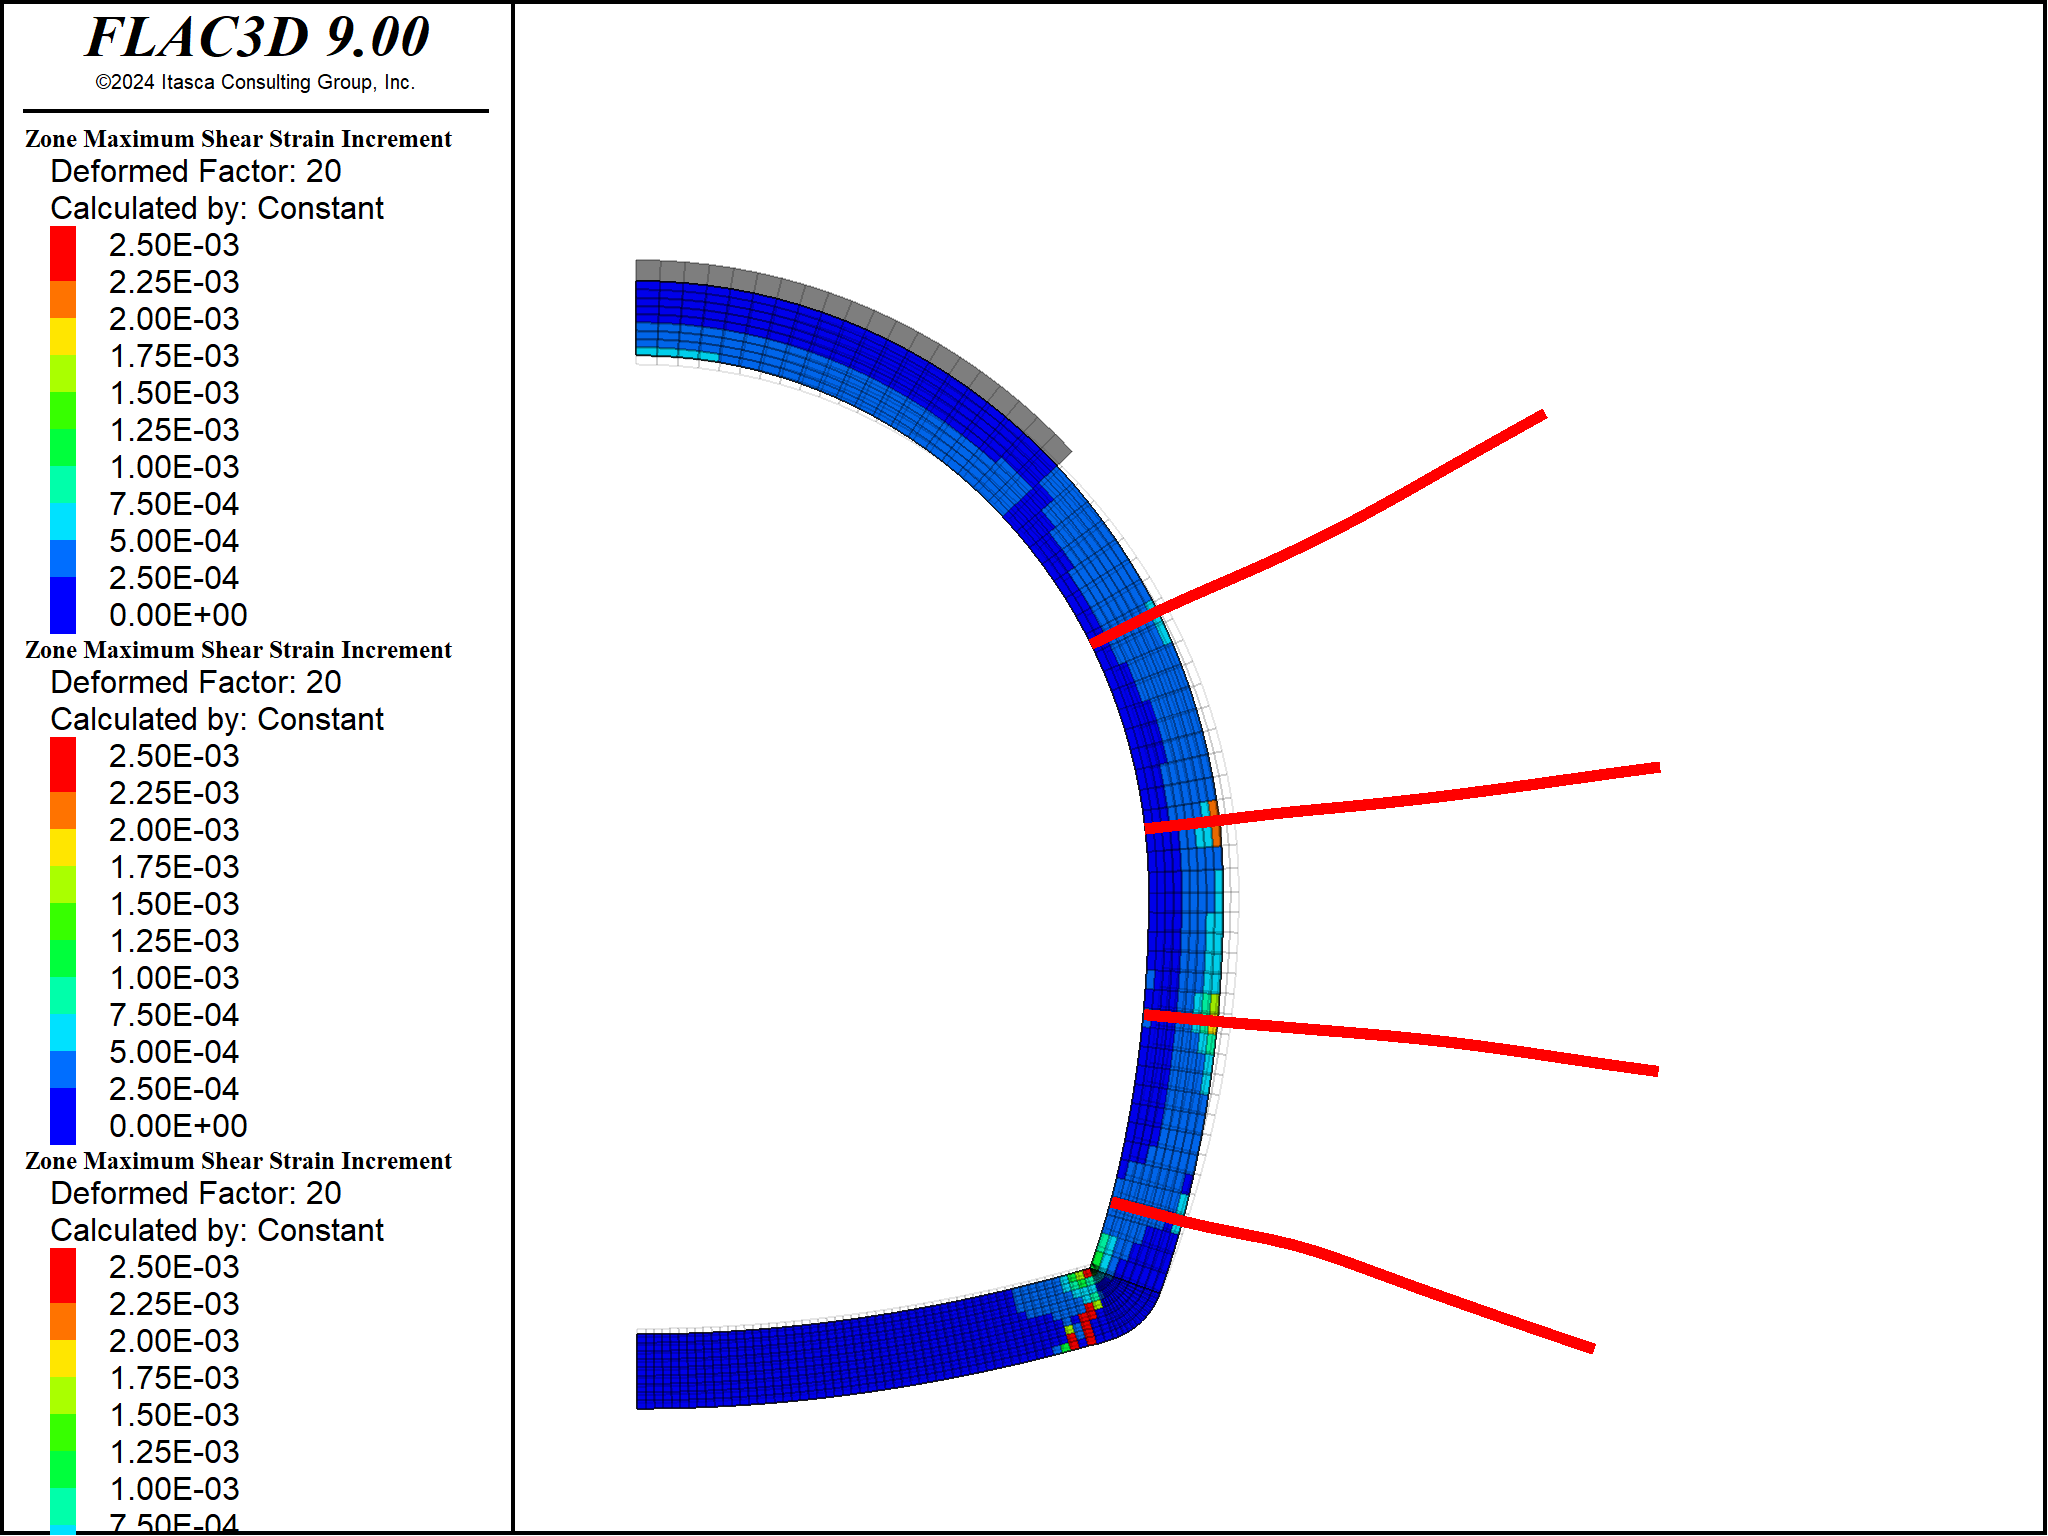 FLAC3D 9.00
©2024 Itasca Consulting Group, Inc.
Zone Maximum Shear Strain Increment
Deformed Factor: 20
Calculated by: Constant
2.50E-03
2.25E-03
2.00E-03
1.75E-03
1.50E-03
1.25E-03
1.00E-03
7.50E-04
5.00E-04
2.50E-04
0.00E+00
Zone Maximum Shear Strain Increment
Deformed Factor: 20
Calculated by: Constant
2.50E-03
2.25E-03
2.00E-03
1.75E-03
1.50E-03
1.25E-03
1.00E-03
7.50E-04
5.00E-04
2.50E-04
0.00E+00
Zone Maximum Shear Strain Increment
Deformed Factor: 20
Calculated by: Constant
2.50E-03
2.25E-03
2.00E-03
1.75E-03
1.50E-03
1.25E-03
1.00E-03
7.50E-04